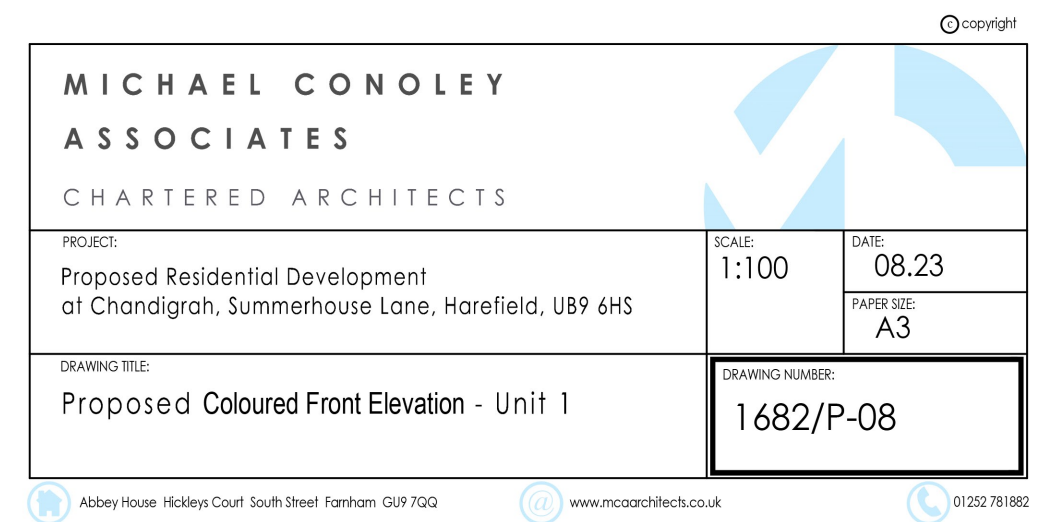 © copyright
MICHAEL CONOLEY
ASSOCIATES
CHARTERED ARCHITECTS
PROJECT:
Proposed Residential Development
at Chandigrah, Summerhouse Lane, Harefield, UB9 6HS
SCALE:
1:100
DATE:
08.23
PAPER SIZE:
A3
DRAWING TITLE:
Proposed Coloured Front Elevation - Unit 1
DRAWING NUMBER:
1682/P-08
Abbey House Hickleys Court South Street Farnham GU9 7QQ
@ www.mcaarchitects.co.uk
01252 781882